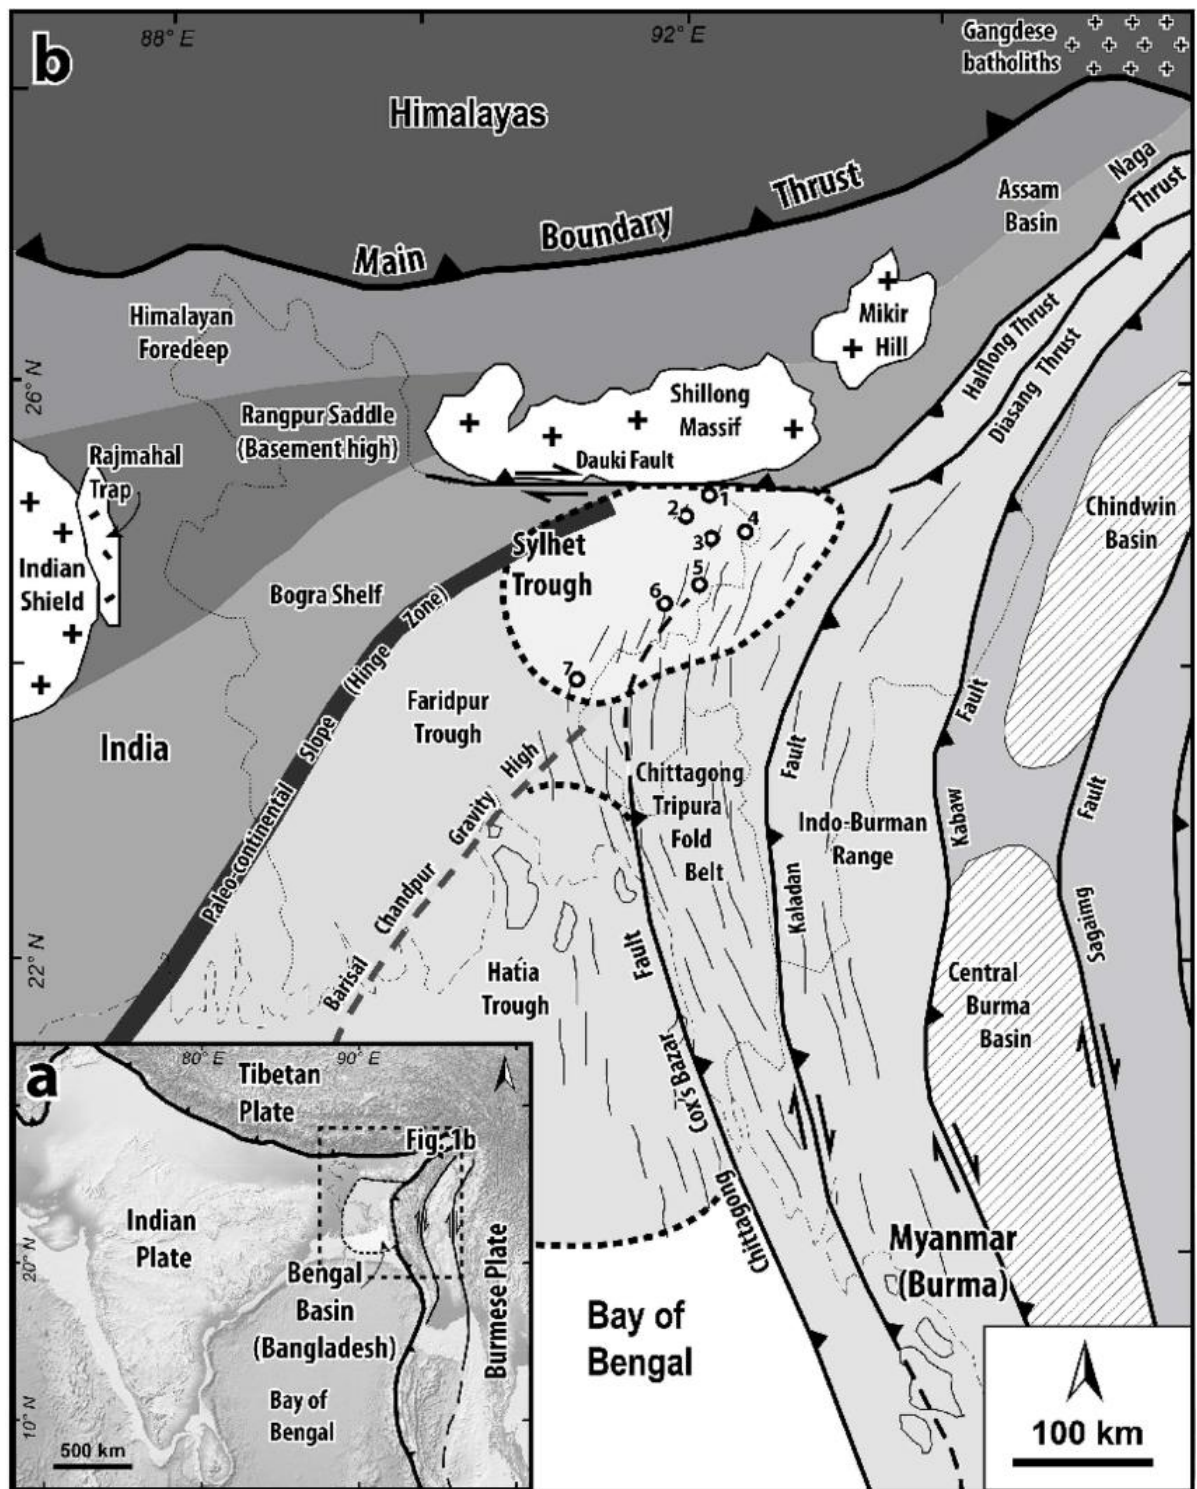 88° E
92° E
b
Gangdese
batholiths
Himalayas
Naga
Thrust
Assam
Basin
Main Boundary Thrust
Himalayan
Foredeep
Mikir
Hill
26° N
Halflong Thrust
Diasang Thrust
Rangpur Saddle
(Basement high)
Shillong
Massif
Rajmahal
Trap
Dauki Fault
Chindwin
Basin
1
2
3
4
5
6
7
Sylhet
Trough
Indian
Shield
Bogra Shelf
Paleo-continental Slope (Hinge Zone)
Faridpur
Trough
India
Barisal Chandpur Gravity High
Chittagong
Tripura
Fold
Belt
Kaladan Fault
Indo-Burman
Range
Kabaw Fault
Sagaimg Fault
22° N
Hatia
Trough
Central
Burma
Basin
Chittagong Cox's Bazar Fault
Myanmar
(Burma)
Bay of
Bengal
100 km
a
80° E
90° E
Tibetan
Plate
Fig. 1b
Indian
Plate
20° N
Bengal
Basin
(Bangladesh)
Burmese Plate
Bay of
Bengal
10° N
500 km